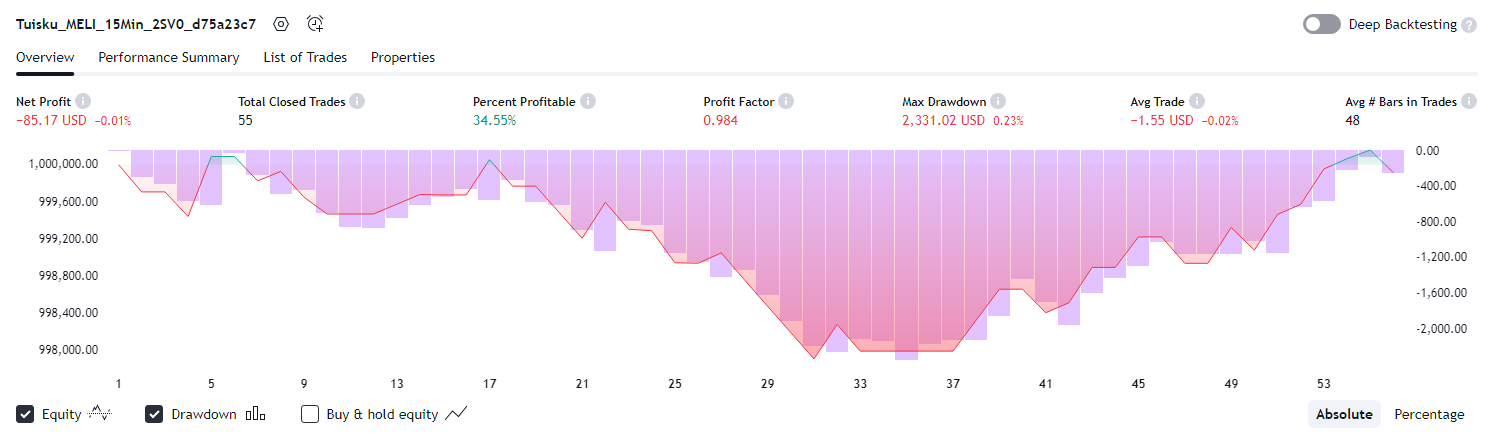 Tuisku_MELI_15Min_2SV0_d75a23c7 Deep Backtesting ?
Overview Performance Summary List of Trades Properties
Net Profit i Total Closed Trades i Percent Profitable i Profit Factor i Max Drawdown i Avg Trade i Avg # Bars in Trades i
−85.17 USD −0.01% 55 34.55% 0.984 2,331.02 USD 0.23% −1.55 USD −0.02% 48
1,000,000.00 0.00
999,600.00 -400.00
999,200.00 -800.00
998,800.00 -1,200.00
998,400.00 -1,600.00
998,000.00 -2,000.00
1 5 9 13 17 21 25 29 33 37 41 45 49 53
Equity Drawdown Buy & hold equity Absolute Percentage